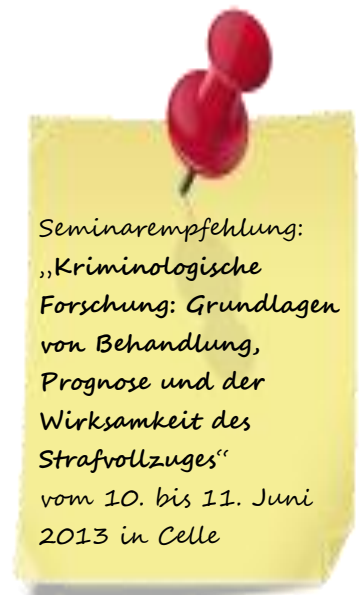 Seminarempfehlung:
„Kriminologische
Forschung: Grundlagen
von Behandlung,
Prognose und der
Wirksamkeit des
Strafvollzuges“
vom 10. bis 11. Juni
2013 in Celle